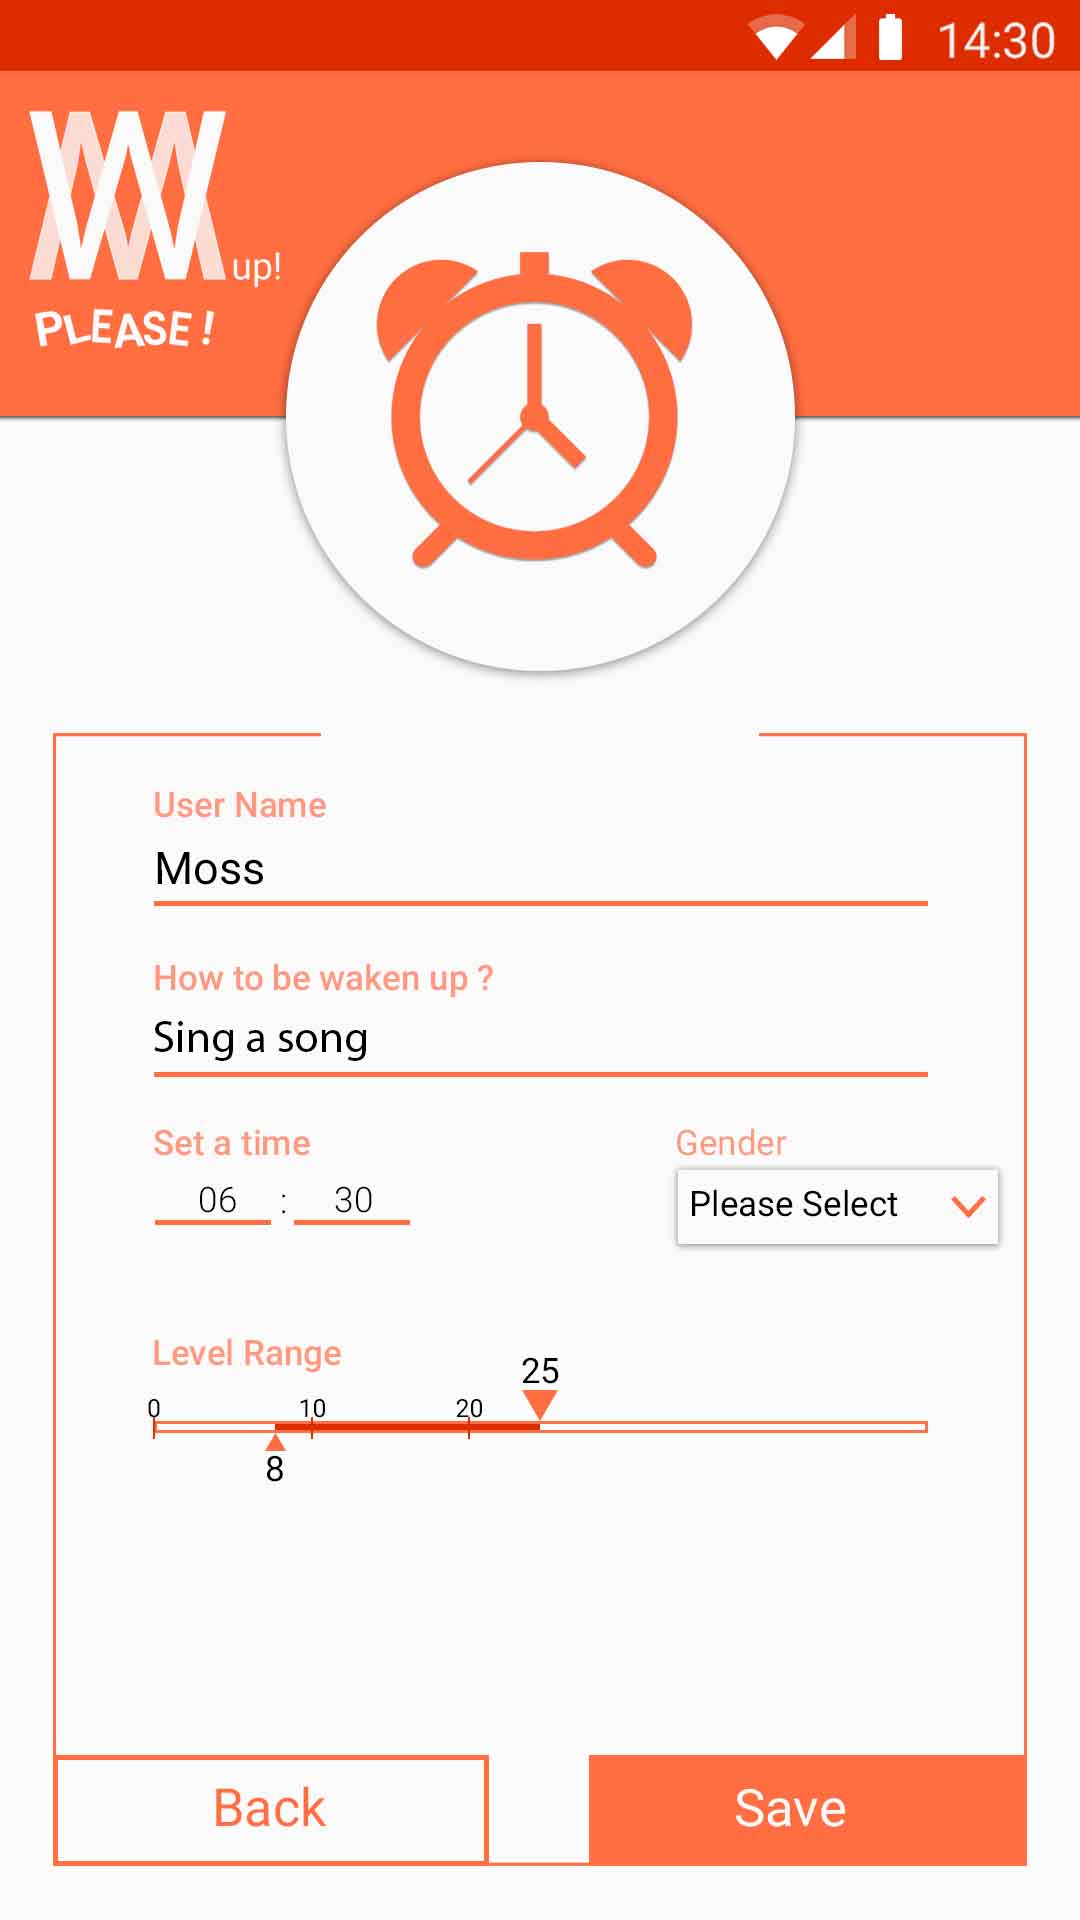 14:30
W up!
PLEASE!
User Name
Moss
How to be waken up ?
Sing a song
Set a time
Gender
06 : 30
Please Select
Level Range
25
0 10 20
8
Back
Save